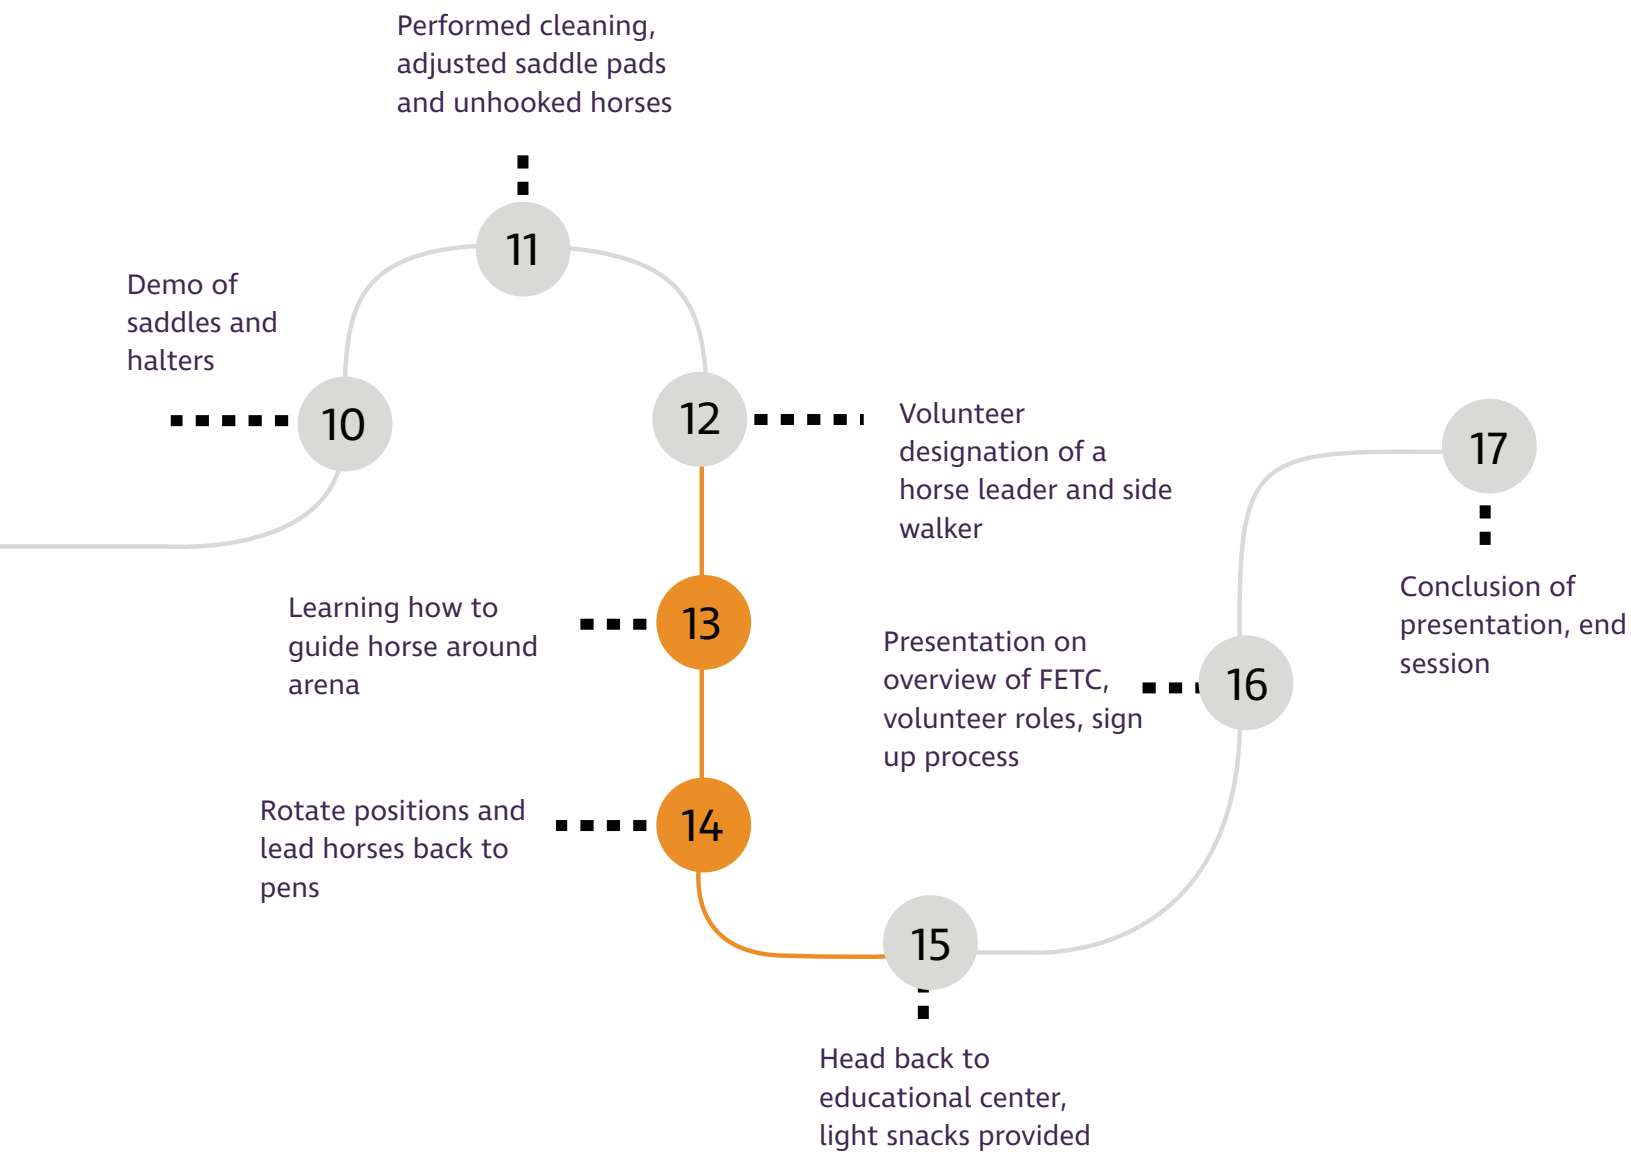 Performed cleaning,
adjusted saddle pads
and unhooked horses
11
Demo of
saddles and
halters
10
12
Volunteer
designation of a
horse leader and side
walker
17
Conclusion of
presentation, end
session
Learning how to
guide horse around
arena
13
Presentation on
overview of FETC,
volunteer roles, sign
up process
16
Rotate positions and
lead horses back to
pens
14
15
Head back to
educational center,
light snacks provided